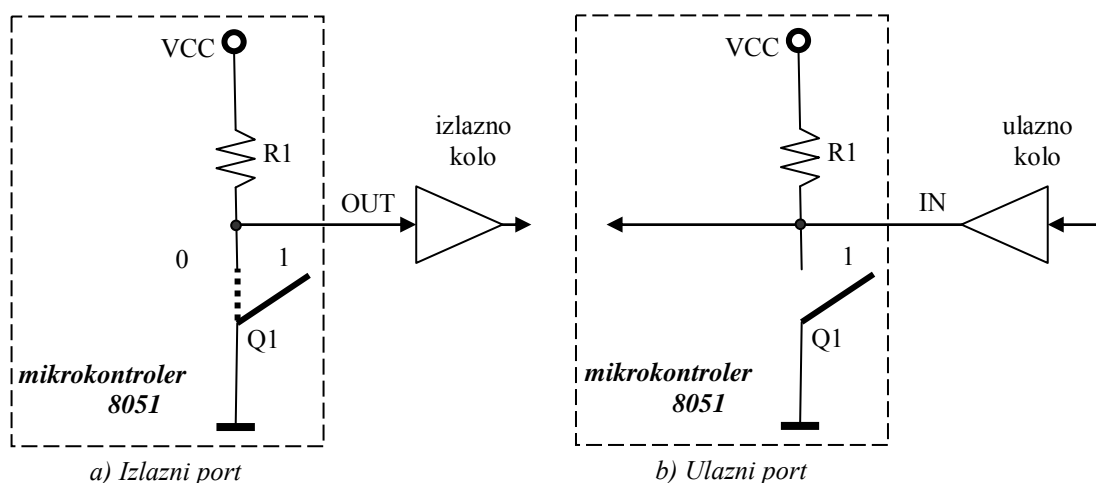 VCC
R1
izlazno
kolo
OUT
0
1
Q1
mikrokontroler
8051
a) Izlazni port
VCC
R1
ulazno
kolo
IN
1
Q1
mikrokontroler
8051
b) Ulazni port